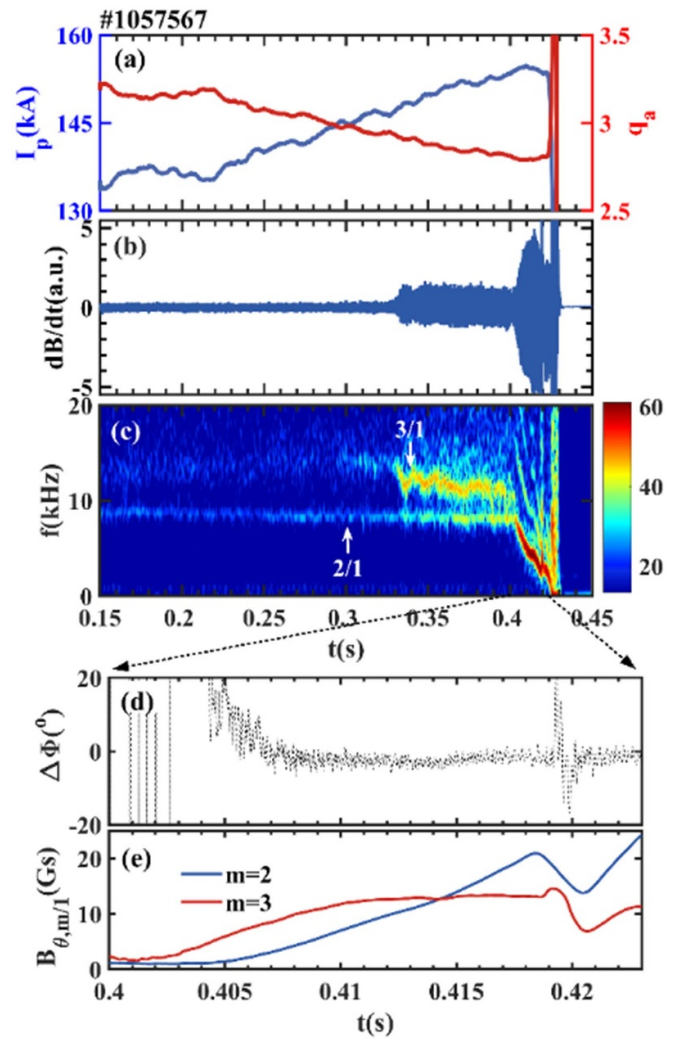 #1057567
160
145
130
I_p(kA)
(a)
3.5
3
2.5
q_a
5
0
-5
dB/dt(a.u.)
(b)
20
10
0
f(kHz)
(c)
3/1
2/1
60
40
20
0.15 0.2 0.25 0.3 0.35 0.4 0.45
t(s)
20
0
-20
ΔΦ(°)
(d)
20
10
0
B_θ,m/1(Gs)
(e)
m=2
m=3
0.4 0.405 0.41 0.415 0.42
t(s)